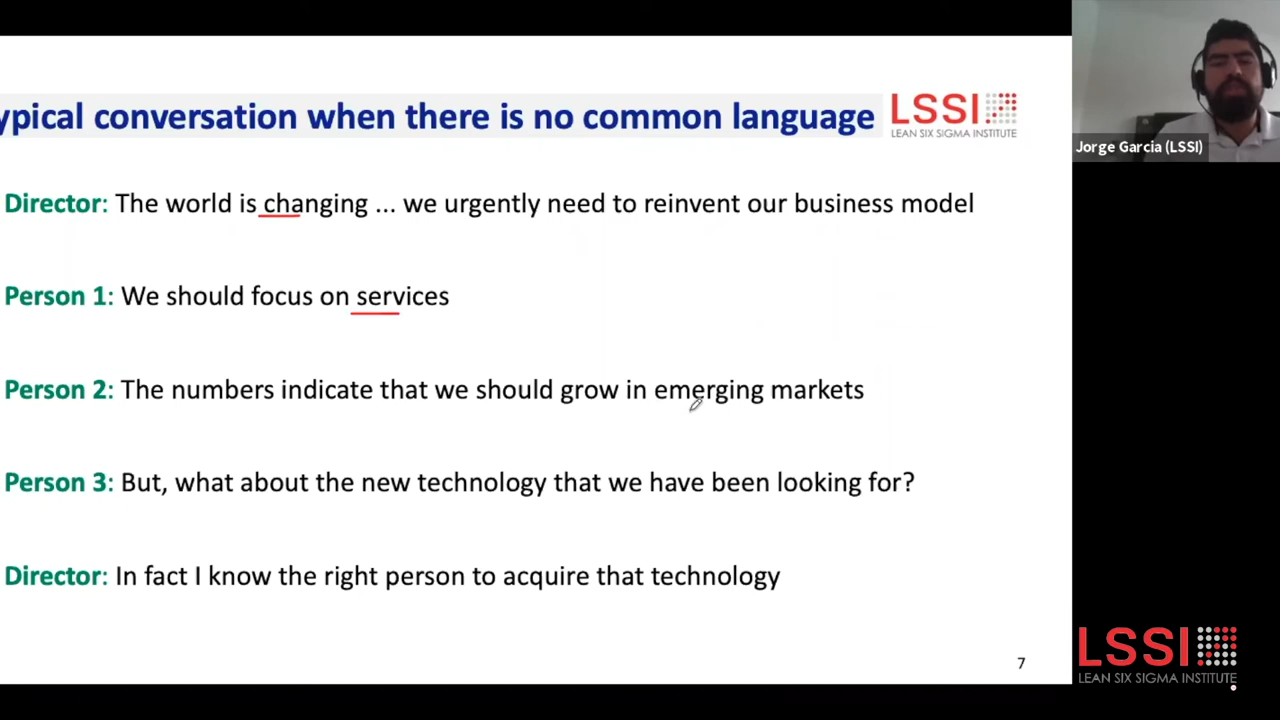 ypical conversation when there is no common language
LSSI
LEAN SIX SIGMA INSTITUTE
Jorge Garcia (LSSI)
Director: The world is changing ... we urgently need to reinvent our business model
Person 1: We should focus on services
Person 2: The numbers indicate that we should grow in emerging markets
Person 3: But, what about the new technology that we have been looking for?
Director: In fact I know the right person to acquire that technology
7
LSSI
LEAN SIX SIGMA INSTITUTE